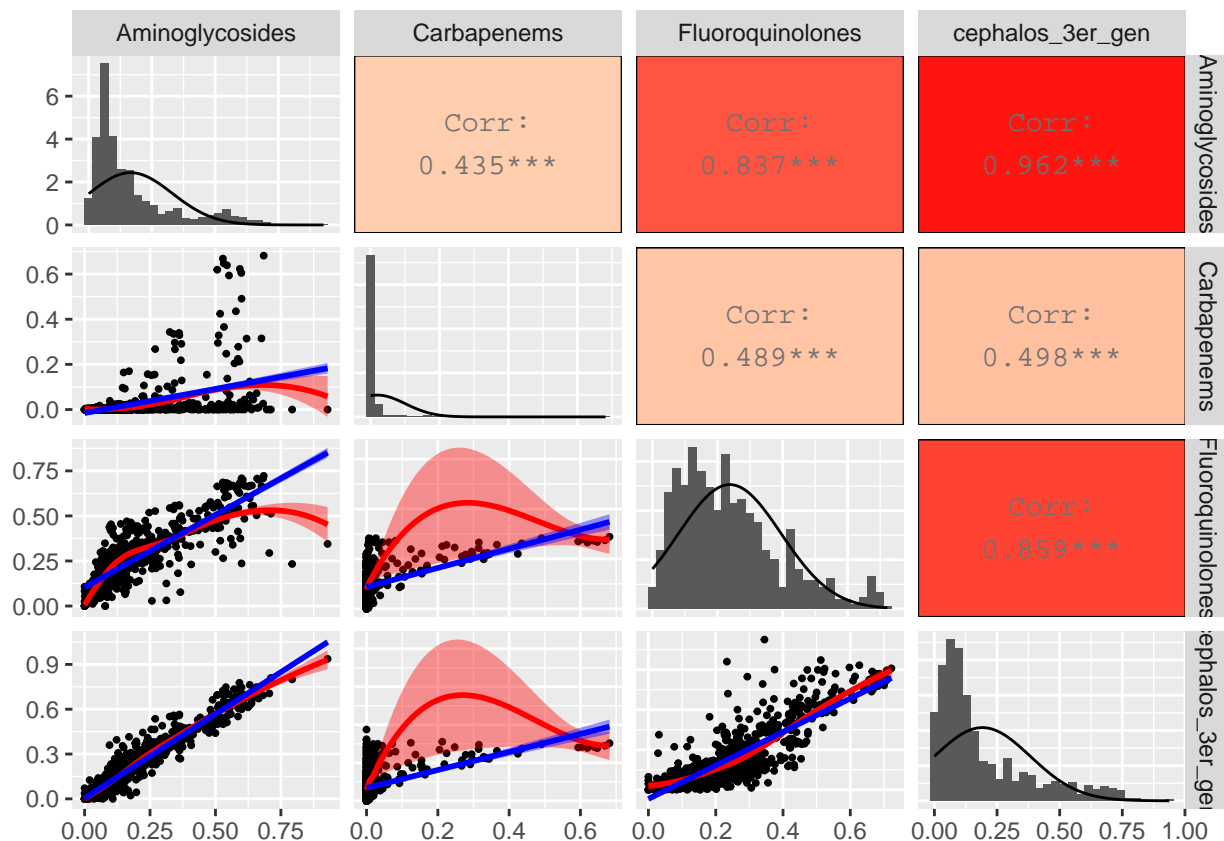 Aminoglycosides Carbapenems Fluoroquinolones cephalos_3er_gen
6
4
2
0
Corr:
0.435***
Corr:
0.837***
Corr:
0.962***
Aminoglycosides
0.6
0.4
0.2
0.0
Corr:
0.489***
Corr:
0.498***
Carbapenems
0.75
0.50
0.25
0.00
Corr:
0.859***
Fluoroquinolones
0.9
0.6
0.3
0.0
cephalos_3er_gen
0.00 0.25 0.50 0.75 0.0 0.2 0.4 0.6 0.0 0.2 0.4 0.6 0.00 0.25 0.50 0.75 1.00